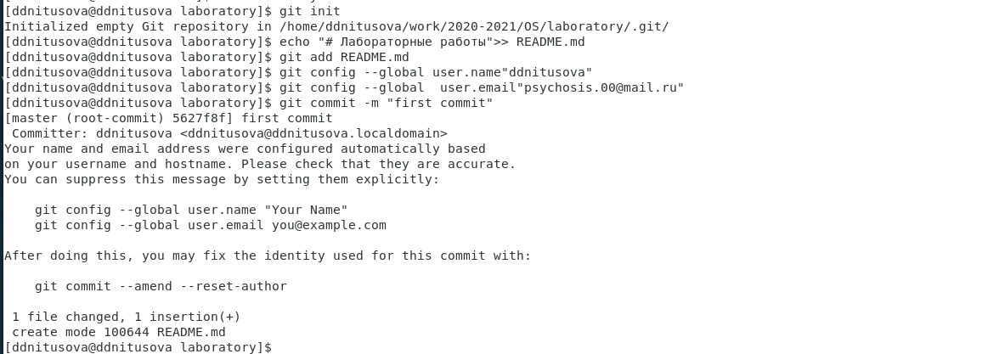 [ddnitusova@ddnitusova laboratory]$ git init
Initialized empty Git repository in /home/ddnitusova/work/2020-2021/OS/laboratory/.git/
[ddnitusova@ddnitusova laboratory]$ echo "# Лабораторные работы">> README.md
[ddnitusova@ddnitusova laboratory]$ git add README.md
[ddnitusova@ddnitusova laboratory]$ git config --global user.name"ddnitusova"
[ddnitusova@ddnitusova laboratory]$ git config --global  user.email"psychosis.00@mail.ru"
[ddnitusova@ddnitusova laboratory]$ git commit -m "first commit"
[master (root-commit) 5627f8f] first commit
 Committer: ddnitusova <ddnitusova@ddnitusova.localdomain>
Your name and email address were configured automatically based
on your username and hostname. Please check that they are accurate.
You can suppress this message by setting them explicitly:

    git config --global user.name "Your Name"
    git config --global user.email you@example.com

After doing this, you may fix the identity used for this commit with:

    git commit --amend --reset-author

 1 file changed, 1 insertion(+)
 create mode 100644 README.md
[ddnitusova@ddnitusova laboratory]$